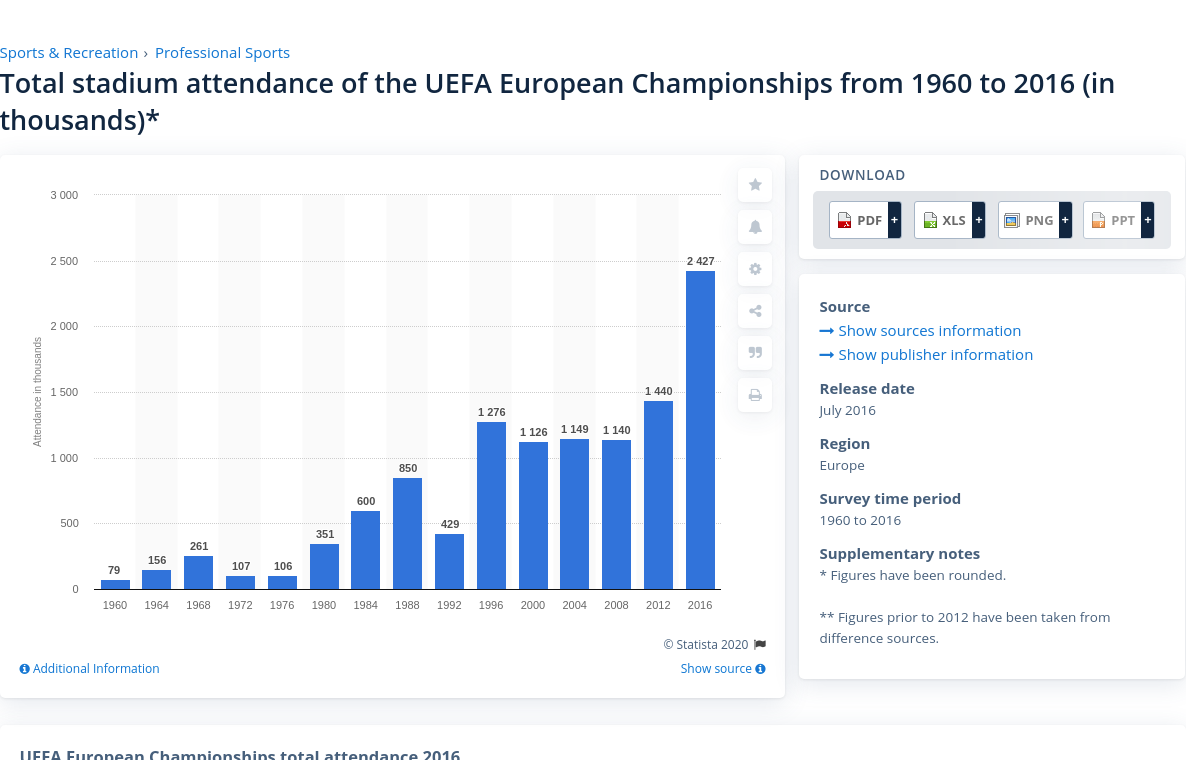 Sports & Recreation › Professional Sports
Total stadium attendance of the UEFA European Championships from 1960 to 2016 (in
thousands)*
3 000
2 500
2 000
1 500
1 000
500
0
Attendance in thousands
79
156
261
107
106
351
600
850
429
1 276
1 126
1 149
1 140
1 440
2 427
1960
1964
1968
1972
1976
1980
1984
1988
1992
1996
2000
2004
2008
2012
2016
© Statista 2020
Additional Information
Show source
DOWNLOAD
PDF +
XLS +
PNG +
PPT +
Source
Show sources information
Show publisher information
Release date
July 2016
Region
Europe
Survey time period
1960 to 2016
Supplementary notes
* Figures have been rounded.
** Figures prior to 2012 have been taken from
difference sources.
UEFA European Championships total attendance 2016